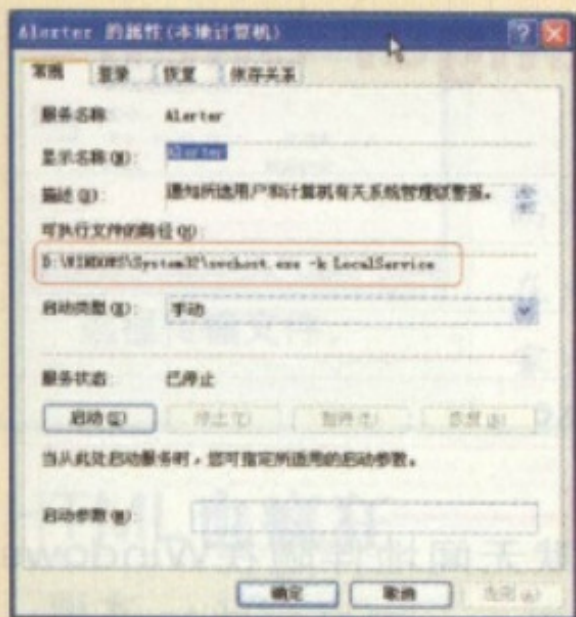 Alerter 的属性(本地计算机)
常规 登录 恢复 依存关系
服务名称: Alerter
显示名称(N): Alerter
描述(D): 通知所选用户和计算机有关系统管理级警报。
可执行文件的路径(H):
D:\WINDOWS\System32\svchost.exe -k LocalService
启动类型(E): 手动
服务状态: 已停止
启动(S) 停止(T) 暂停(P) 恢复(R)
当从此处启动服务时，您可指定所适用的启动参数。
启动参数(M):
确定 取消 应用(A)